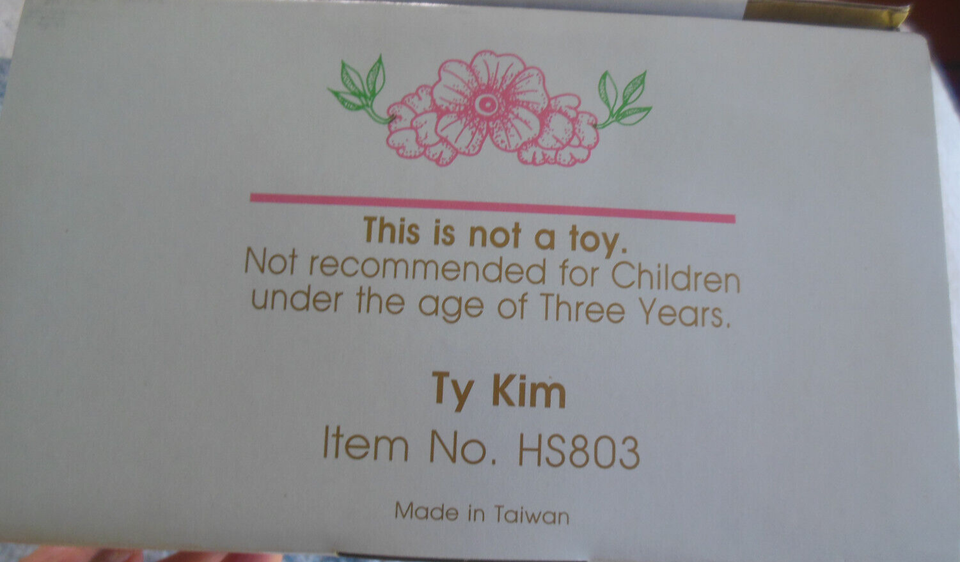 This is not a toy.
Not recommended for Children
under the age of Three Years.
Ty Kim
Item No. HS803
Made in Taiwan